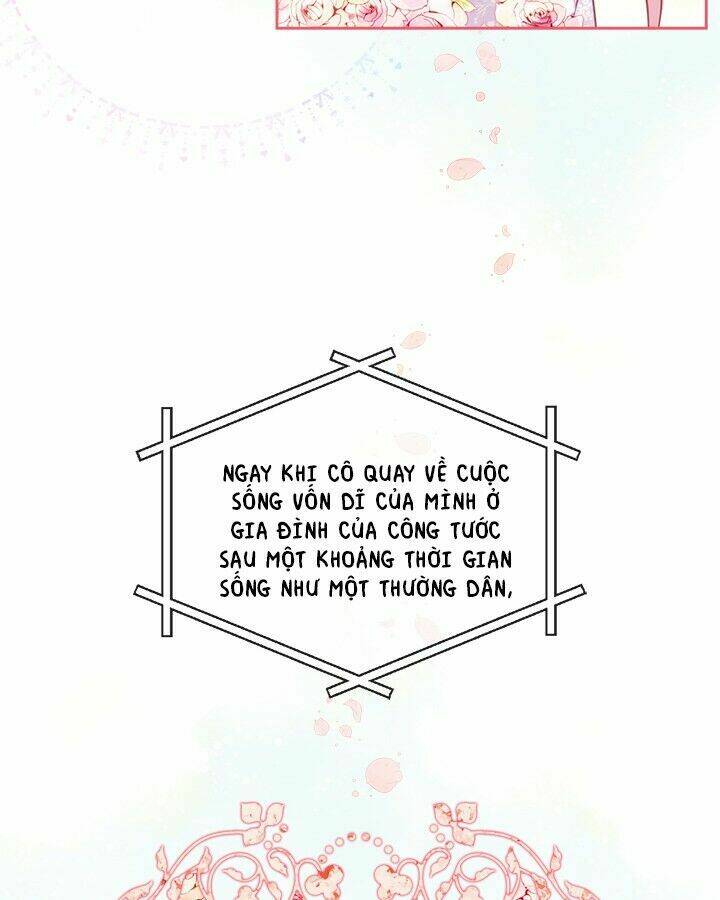 NGAY KHI CÔ QUAY VỀ CUỘC
SỐNG VỐN DĨ CỦA MÌNH Ở
GIA ĐÌNH CỦA CÔNG TƯỚC
SAU MỘT KHOẢNG THỜI GIAN
SỐNG NHƯ MỘT THƯỜNG DÂN,